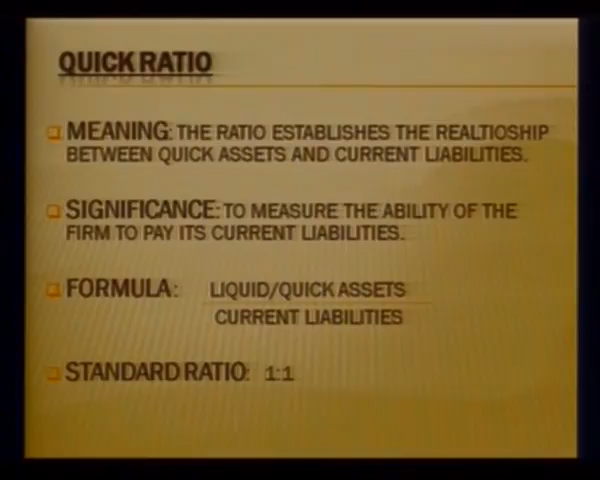 QUICK RATIO
MEANING: THE RATIO ESTABLISHES THE REALTIOSHIP
BETWEEN QUICK ASSETS AND CURRENT LIABILITIES.
SIGNIFICANCE: TO MEASURE THE ABILITY OF THE
FIRM TO PAY ITS CURRENT LIABILITIES.
FORMULA: LIQUID/QUICK ASSETS
CURRENT LIABILITIES
STANDARD RATIO: 1:1